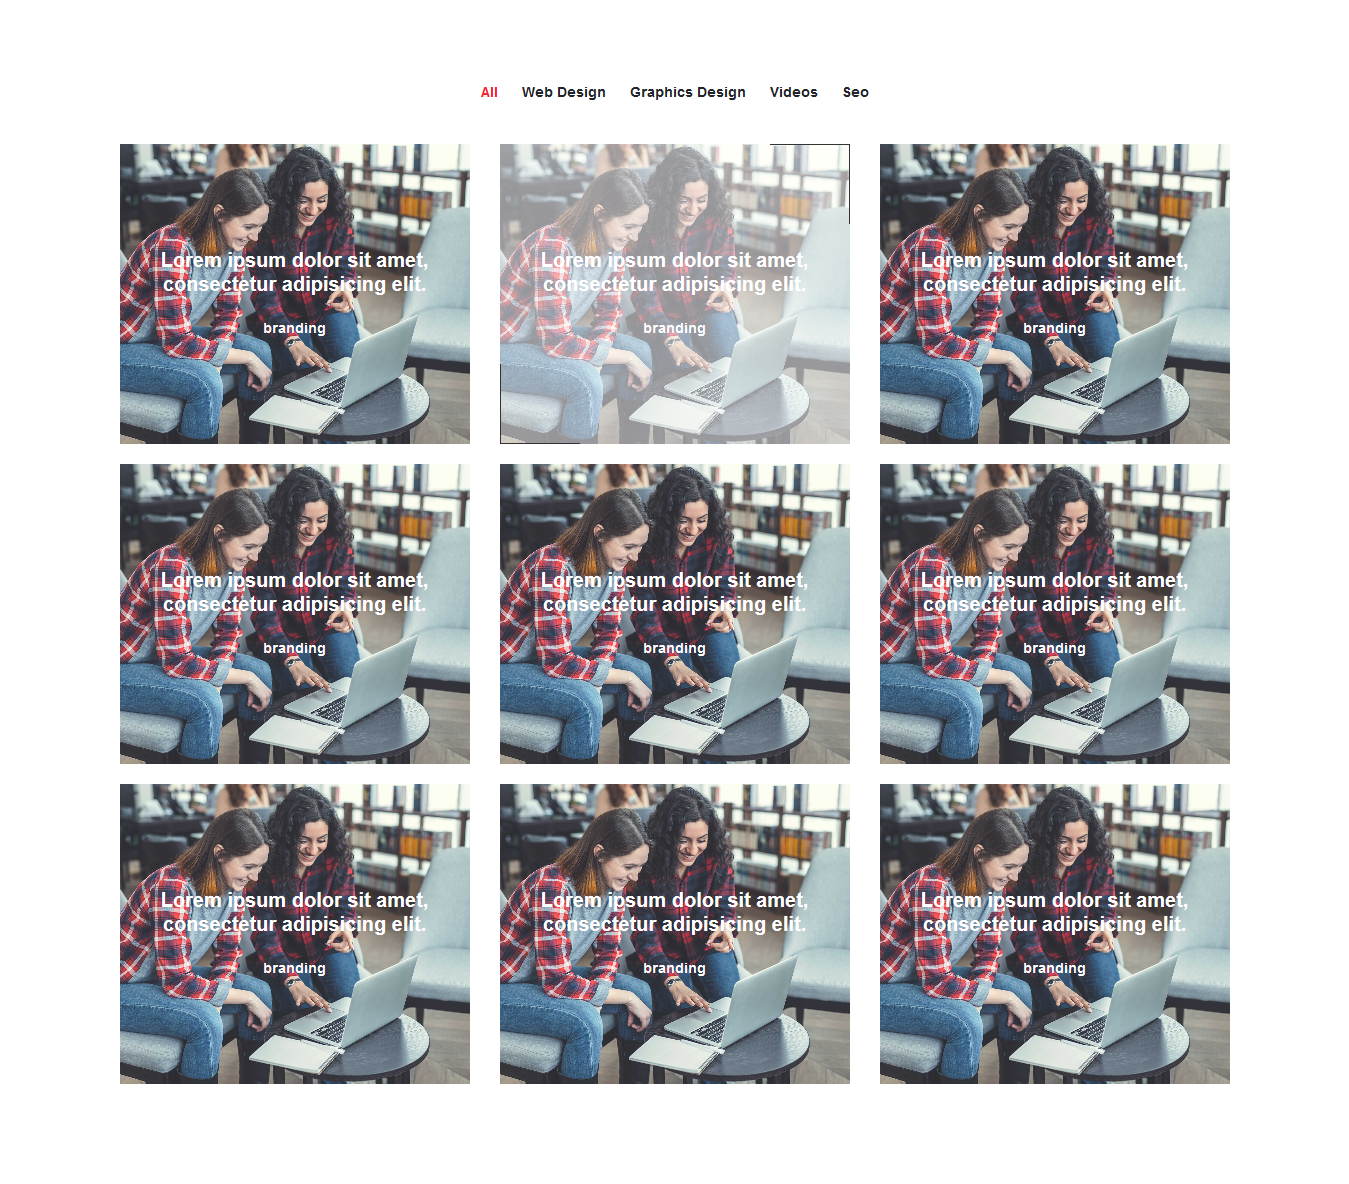 All Web Design Graphics Design Videos Seo
Lorem ipsum dolor sit amet,
consectetur adipisicing elit.
branding
Lorem ipsum dolor sit amet,
consectetur adipisicing elit.
branding
Lorem ipsum dolor sit amet,
consectetur adipisicing elit.
branding
Lorem ipsum dolor sit amet,
consectetur adipisicing elit.
branding
Lorem ipsum dolor sit amet,
consectetur adipisicing elit.
branding
Lorem ipsum dolor sit amet,
consectetur adipisicing elit.
branding
Lorem ipsum dolor sit amet,
consectetur adipisicing elit.
branding
Lorem ipsum dolor sit amet,
consectetur adipisicing elit.
branding
Lorem ipsum dolor sit amet,
consectetur adipisicing elit.
branding